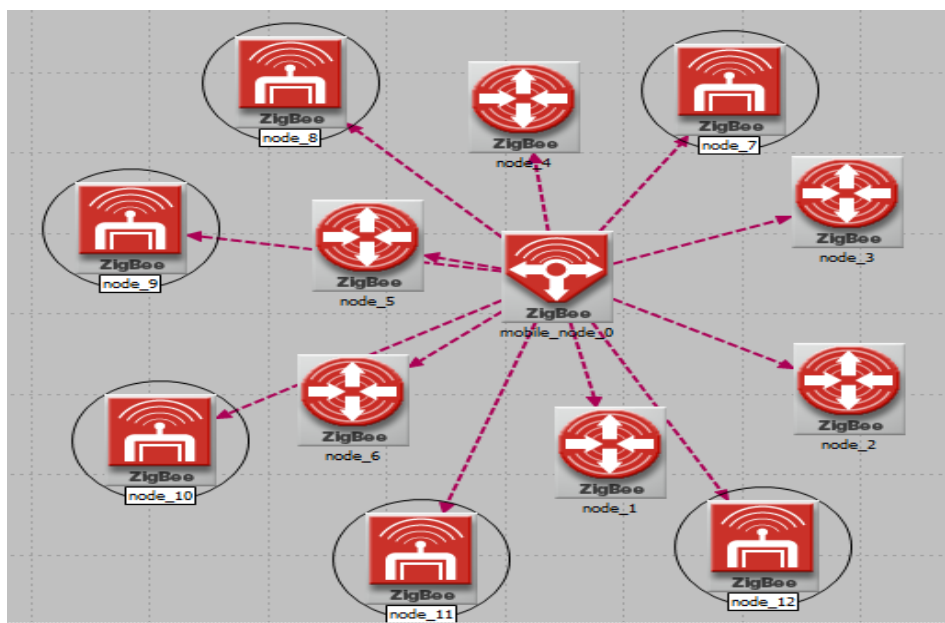 ZigBee
node_8
ZigBee
node_4
ZigBee
node_7
ZigBee
node_3
ZigBee
node_9
ZigBee
node_5
ZigBee
mobile_node_0
ZigBee
node_6
ZigBee
node_2
ZigBee
node_10
ZigBee
node_1
ZigBee
node_11
ZigBee
node_12